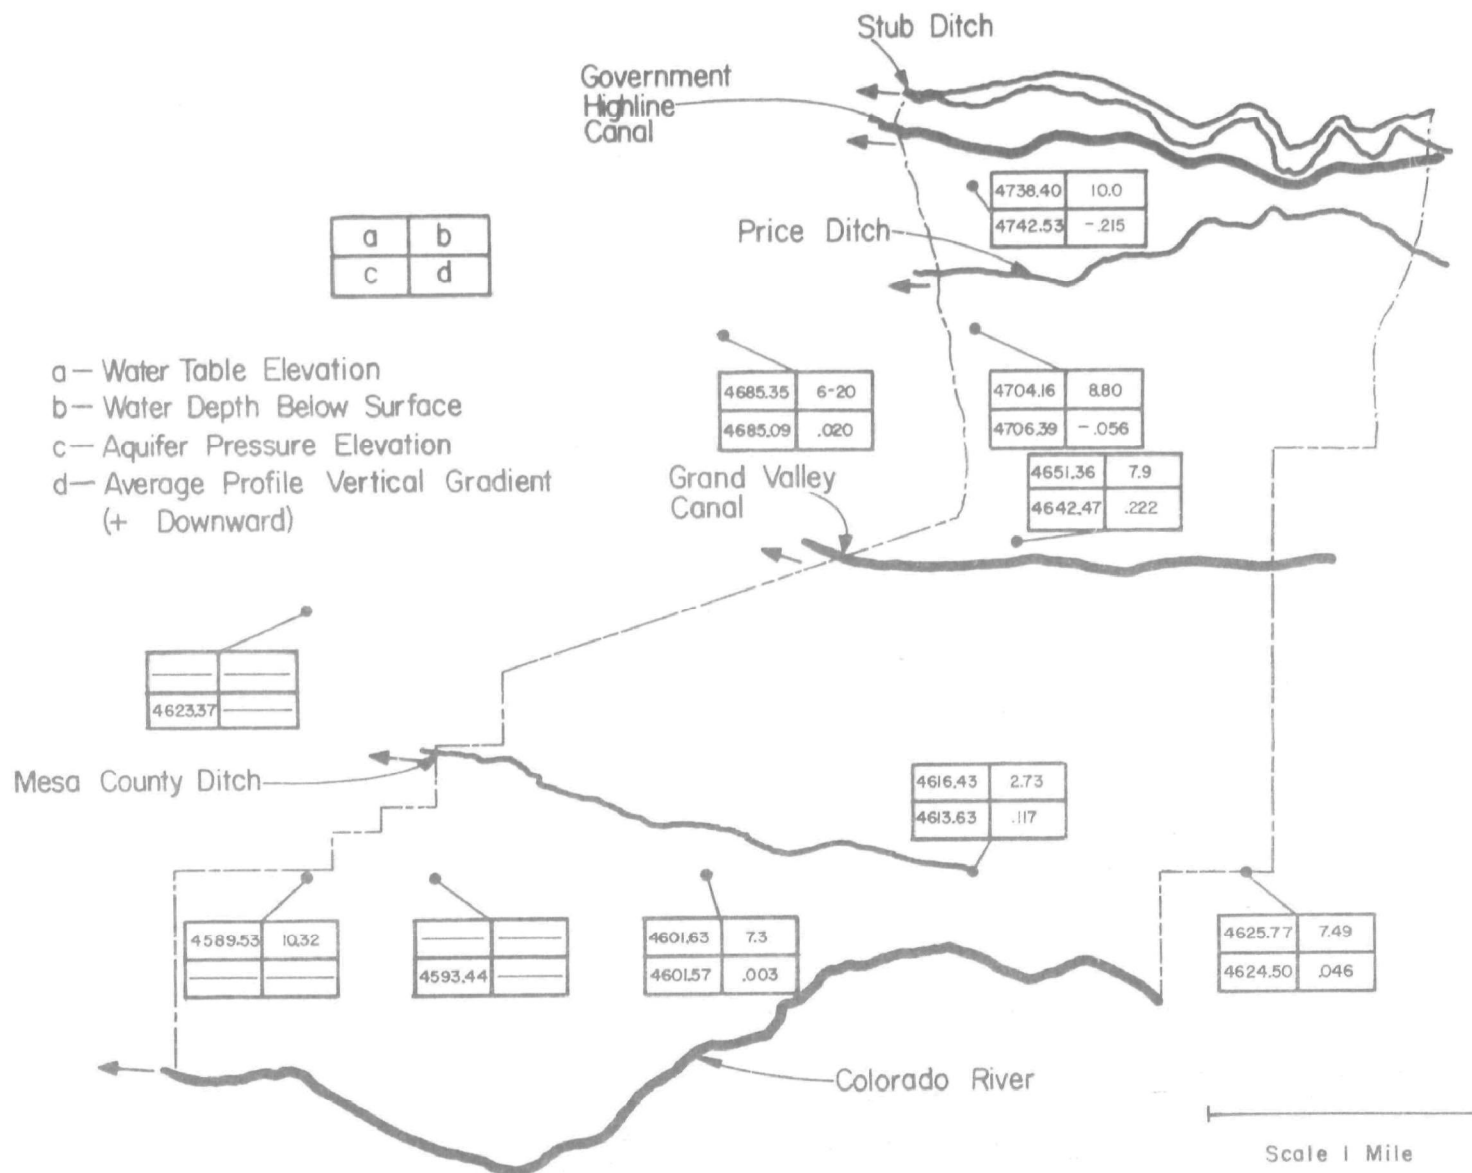 Stub Ditch
Government
Highline
Canal
4738.40 10.0
4742.53 -.215
Price Ditch
a b
c d
a — Water Table Elevation
b — Water Depth Below Surface
c — Aquifer Pressure Elevation
d — Average Profile Vertical Gradient
(+ Downward)
4685.35 6-20
4685.09 .020
4704.16 8.80
4706.39 -.056
Grand Valley
Canal
4651.36 7.9
4642.47 .222
4623.37
Mesa County Ditch
4616.43 2.73
4613.63 .117
4589.53 10.32
4593.44
4601.63 7.3
4601.57 .003
4625.77 7.49
4624.50 .046
Colorado River
Scale 1 Mile